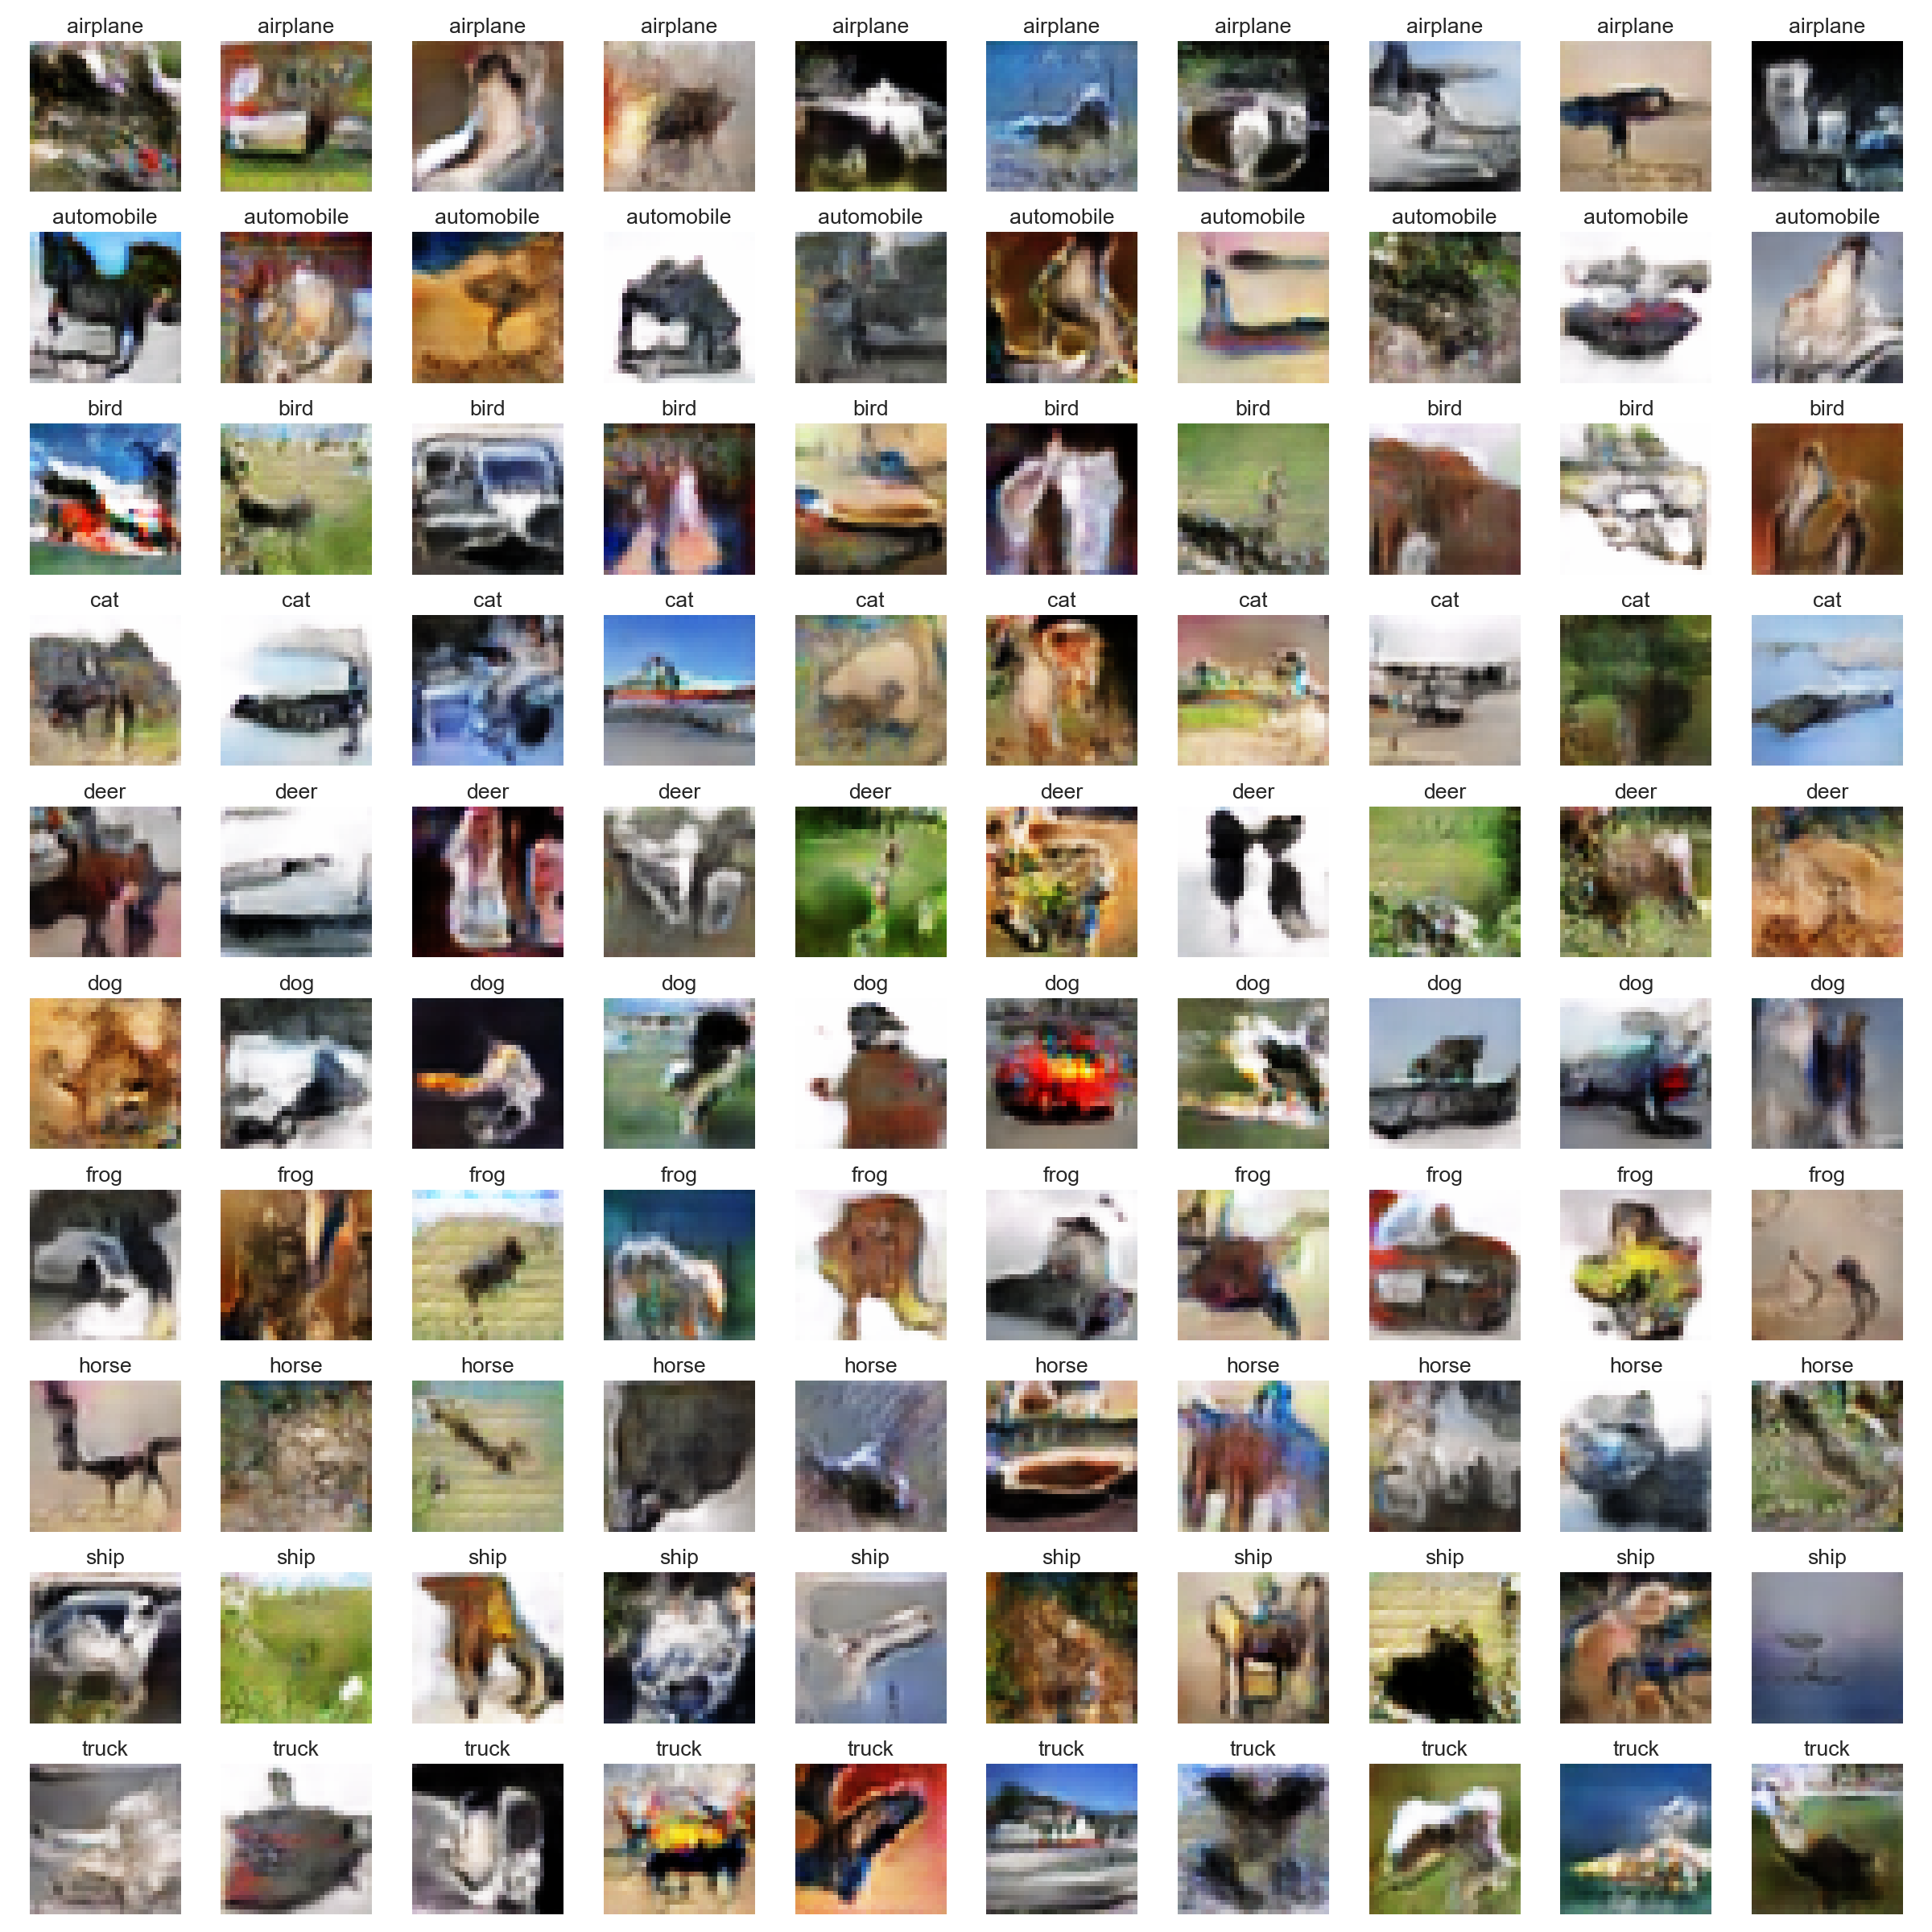 airplane airplane airplane airplane airplane airplane airplane airplane airplane airplane
automobile automobile automobile automobile automobile automobile automobile automobile automobile automobile
bird bird bird bird bird bird bird bird bird bird
cat cat cat cat cat cat cat cat cat cat
deer deer deer deer deer deer deer deer deer deer
dog dog dog dog dog dog dog dog dog dog
frog frog frog frog frog frog frog frog frog frog
horse horse horse horse horse horse horse horse horse horse
ship ship ship ship ship ship ship ship ship ship
truck truck truck truck truck truck truck truck truck truck